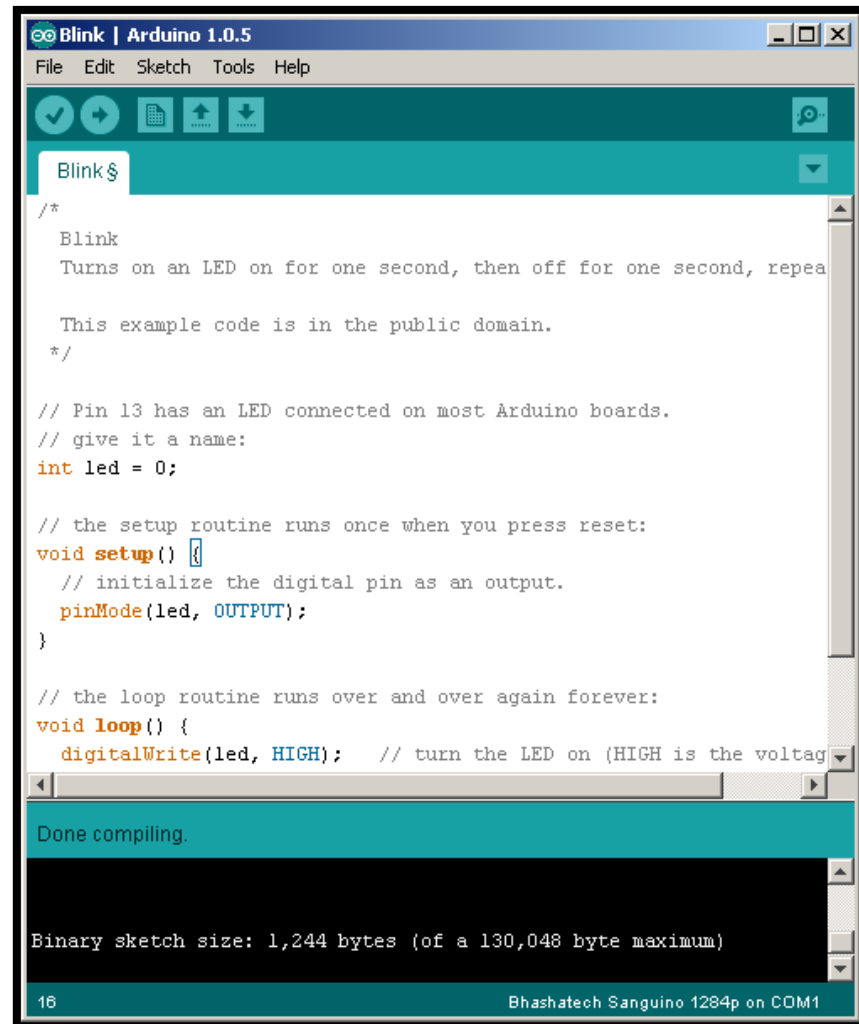 Blink | Arduino 1.0.5
File Edit Sketch Tools Help
Blink §
/*
  Blink
  Turns on an LED on for one second, then off for one second, repea

  This example code is in the public domain.
 */

// Pin 13 has an LED connected on most Arduino boards.
// give it a name:
int led = 0;

// the setup routine runs once when you press reset:
void setup() {
  // initialize the digital pin as an output.
  pinMode(led, OUTPUT);
}

// the loop routine runs over and over again forever:
void loop() {
  digitalWrite(led, HIGH);   // turn the LED on (HIGH is the voltag
Done compiling.
Binary sketch size: 1,244 bytes (of a 130,048 byte maximum)
16 Bhashatech Sanguino 1284p on COM1